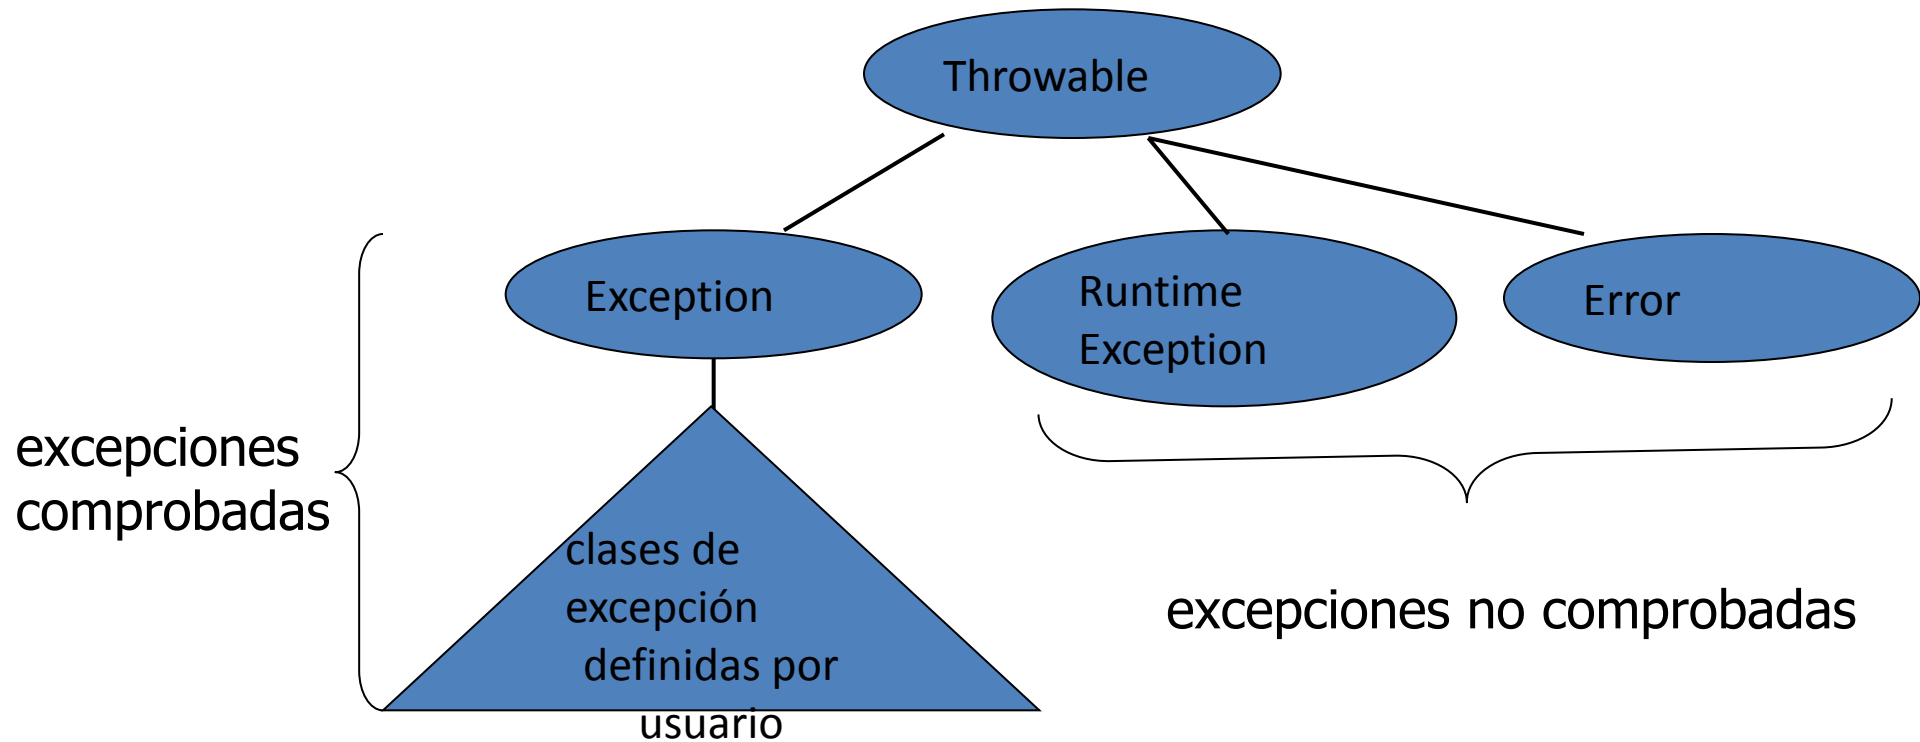 Throwable
Exception
Runtime
Exception
Error
excepciones
comprobadas
clases de
excepción
definidas por
usuario
excepciones no comprobadas